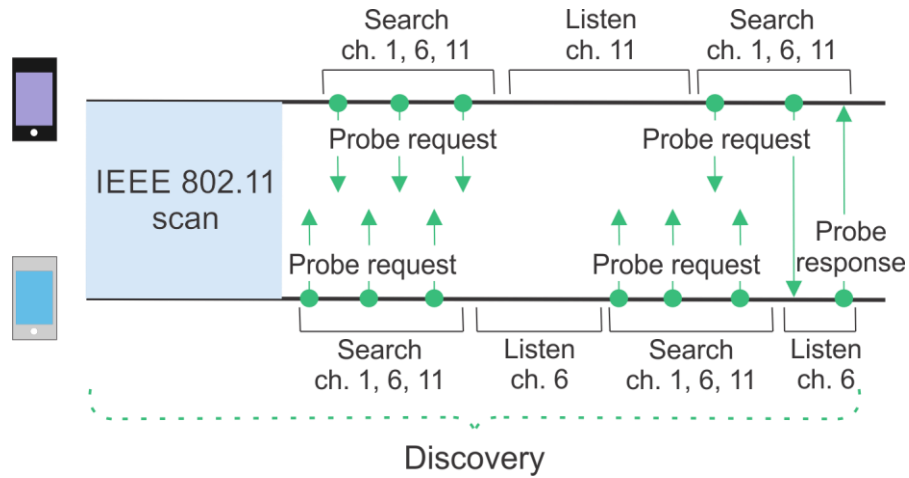 Search
ch. 1, 6, 11
Listen
ch. 11
Search
ch. 1, 6, 11
Probe request
Probe request
IEEE 802.11
scan
Probe request
Probe request
Probe
response
Search
ch. 1, 6, 11
Listen
ch. 6
Search
ch. 1, 6, 11
Listen
ch. 6
Discovery